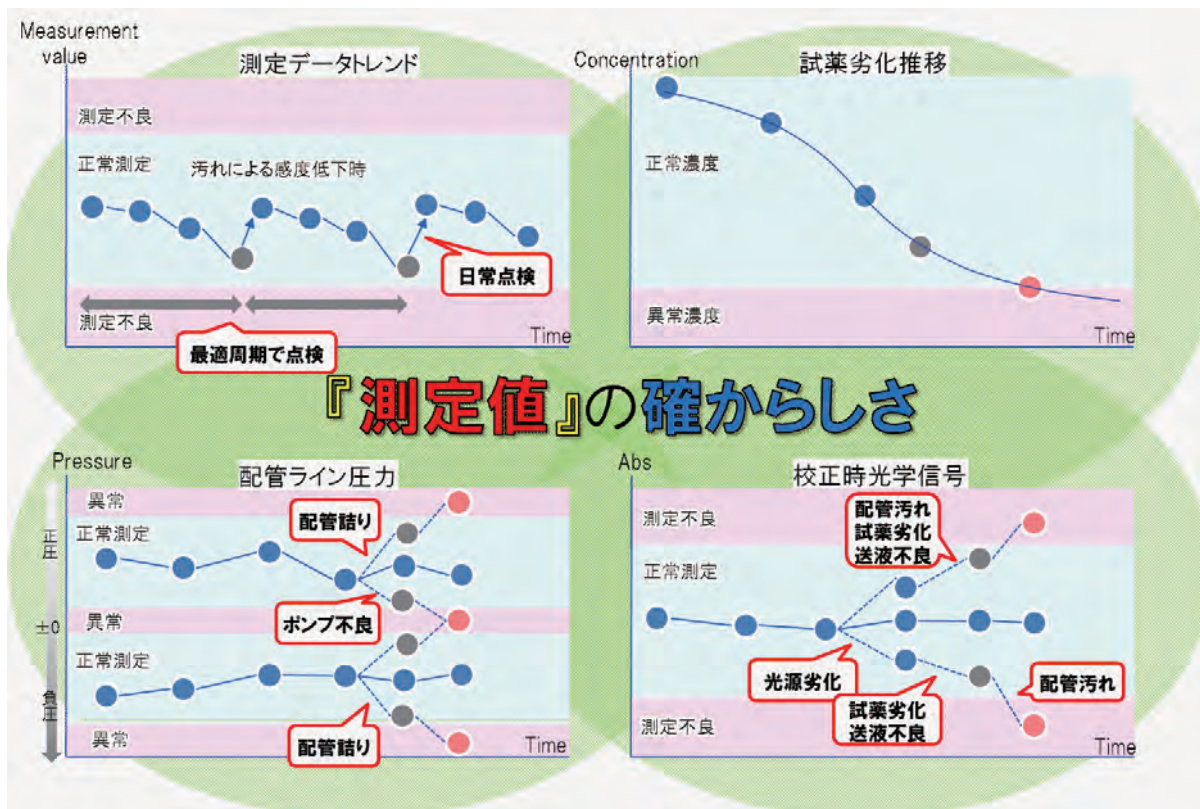 Measurement
value
測定データトレンド
測定不良
正常測定
汚れによる感度低下時
日常点検
測定不良
最適周期で点検
Time
Concentration
試薬劣化推移
正常濃度
異常濃度
Time
『測定値』の確からしさ
Pressure
配管ライン圧力
異常
正常測定
配管詰り
正圧
±0
異常
ポンプ不良
正常測定
負圧
配管詰り
異常
Time
Abs
校正時光学信号
測定不良
配管汚れ
試薬劣化
送液不良
正常測定
光源劣化
試薬劣化
送液不良
配管汚れ
測定不良
Time